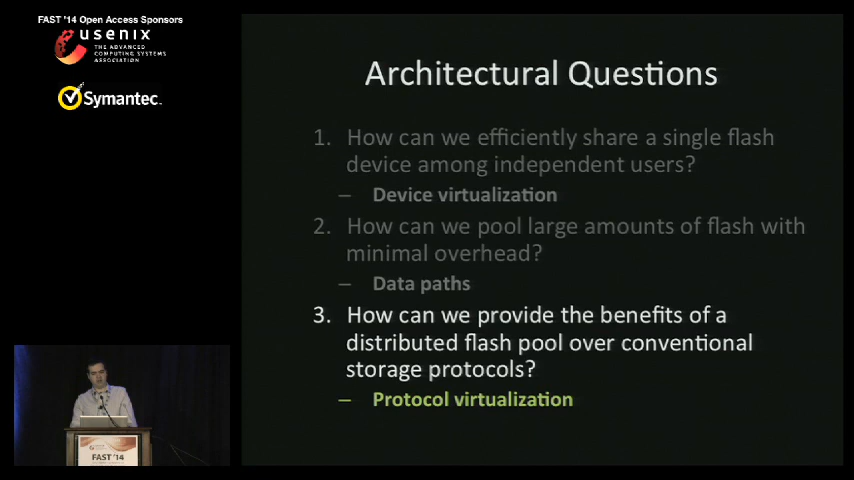 FAST '14 Open Access Sponsors
usenix
THE ADVANCED
COMPUTING SYSTEMS
ASSOCIATION
Symantec.
Architectural Questions
1. How can we efficiently share a single flash
device among independent users?
– Device virtualization
2. How can we pool large amounts of flash with
minimal overhead?
– Data paths
3. How can we provide the benefits of a
distributed flash pool over conventional
storage protocols?
– Protocol virtualization
FAST '14